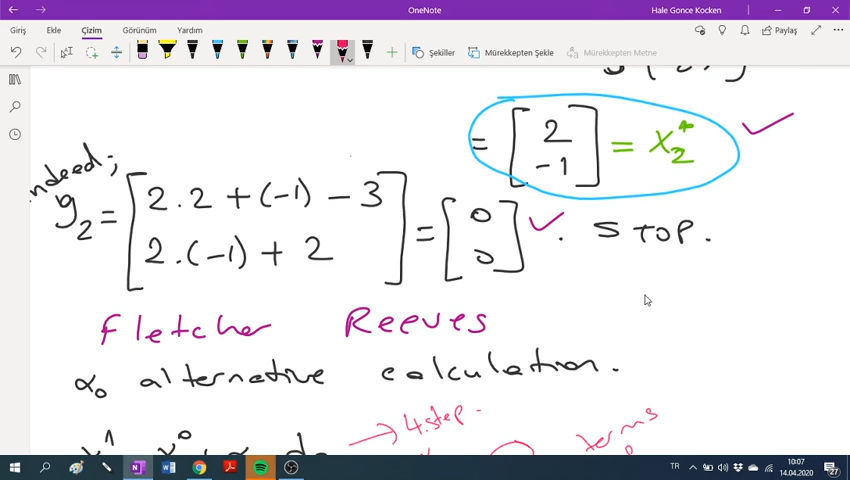 OneNote
Hale Gonce Kocken
Giriş Ekle Çizim Görünüm Yardım
Paylaş
Şekiller Mürekkepten Şekle Mürekkepten Metne
= [2 -1] = X₂*
indeed;
g₂ = [2.2 + (-1) - 3
2.(-1) + 2] = [0 0] . STOP.
Fletcher Reeves
α₀ alternative calculation.
→ 4.step. terms
TR 10:07
14.04.2020
27